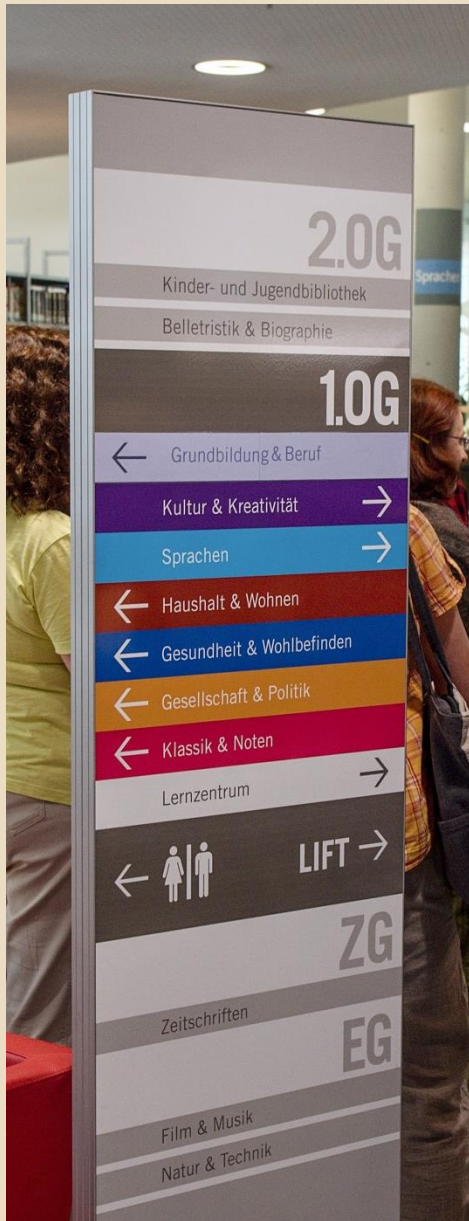 2.OG
Sprachen
Kinder- und Jugendbibliothek
Belletristik & Biographie
1.OG
← Grundbildung & Beruf
Kultur & Kreativität →
Sprachen →
← Haushalt & Wohnen
← Gesundheit & Wohlbefinden
← Gesellschaft & Politik
← Klassik & Noten
Lernzentrum →
← LIFT →
ZG
Zeitschriften
EG
Film & Musik
Natur & Technik